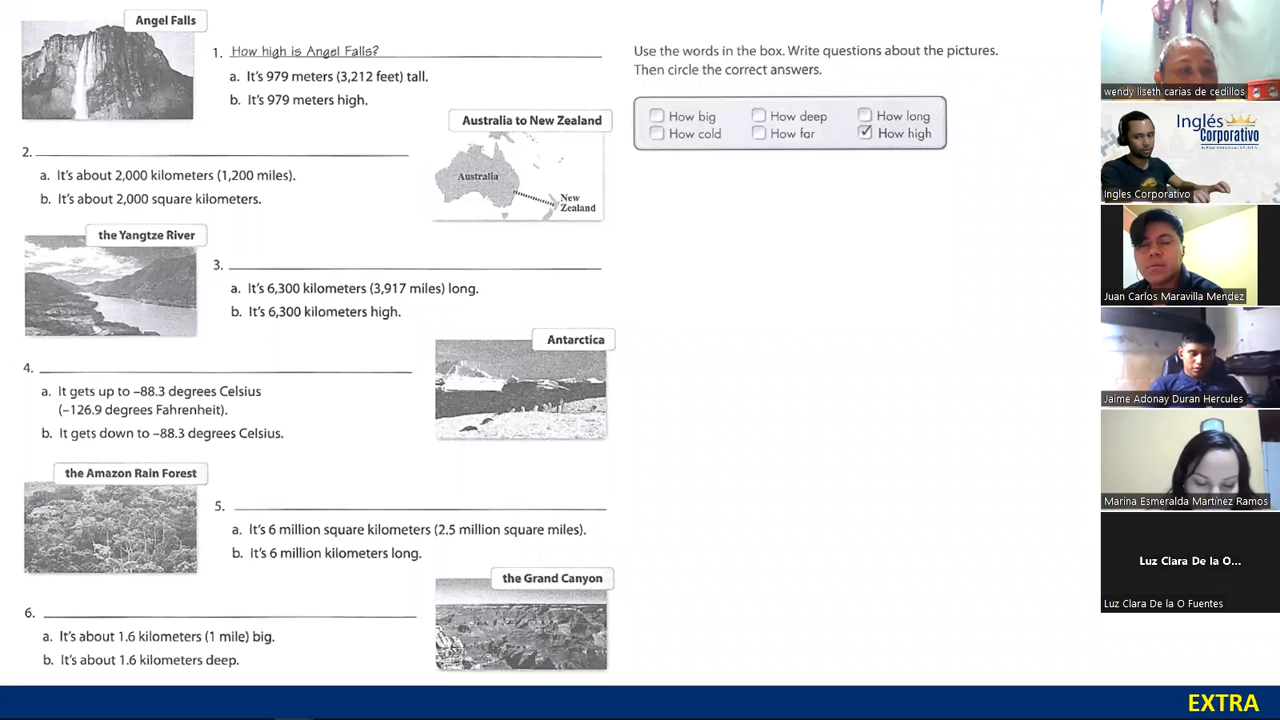 Angel Falls
1. How high is Angel Falls?
a. It's 979 meters (3,212 feet) tall.
b. It's 979 meters high.
Australia to New Zealand
Australia
New
Zealand
2.
a. It's about 2,000 kilometers (1,200 miles).
b. It's about 2,000 square kilometers.
the Yangtze River
3.
a. It's 6,300 kilometers (3,917 miles) long.
b. It's 6,300 kilometers high.
Antarctica
4.
a. It gets up to –88.3 degrees Celsius
(–126.9 degrees Fahrenheit).
b. It gets down to –88.3 degrees Celsius.
the Amazon Rain Forest
5.
a. It's 6 million square kilometers (2.5 million square miles).
b. It's 6 million kilometers long.
the Grand Canyon
6.
a. It's about 1.6 kilometers (1 mile) big.
b. It's about 1.6 kilometers deep.
Use the words in the box. Write questions about the pictures.
Then circle the correct answers.
How big How deep How long
How cold How far ✓ How high
wendy liseth carias de cedillos
Inglés
Corporativo
Ingles Corporativo
Juan Carlos Maravilla Mendez
Jaime Adonay Duran Hercules
Marina Esmeralda Martínez Ramos
Luz Clara De la O...
Luz Clara De la O Fuentes
EXTRA